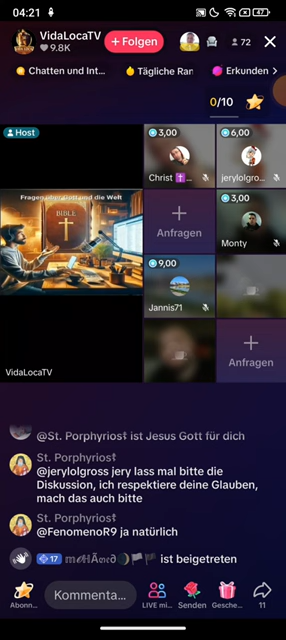 04:21
47
VidaLocaTV
9.8K
+ Folgen
72
Chatten und Int...
Tägliche Ran
Erkunden >
0/10
Host
3,00
6,00
Christ
jerylolgro...
Fragen über Gott und die Welt
BIBLE
+
Anfragen
3,00
Monty
9,00
Jannis71
+
Anfragen
VidaLocaTV
@St. Porphyrios☦ ist Jesus Gott für dich
St. Porphyrios☦
@jerylolgross jery lass mal bitte die
Diskussion, ich respektiere deine Glauben,
mach das auch bitte
St. Porphyrios☦
@FenomenoR9 ja natürlich
17 ist beigetreten
Abonn...
Kommenta...
LIVE mi...
Senden
Gesche...
11